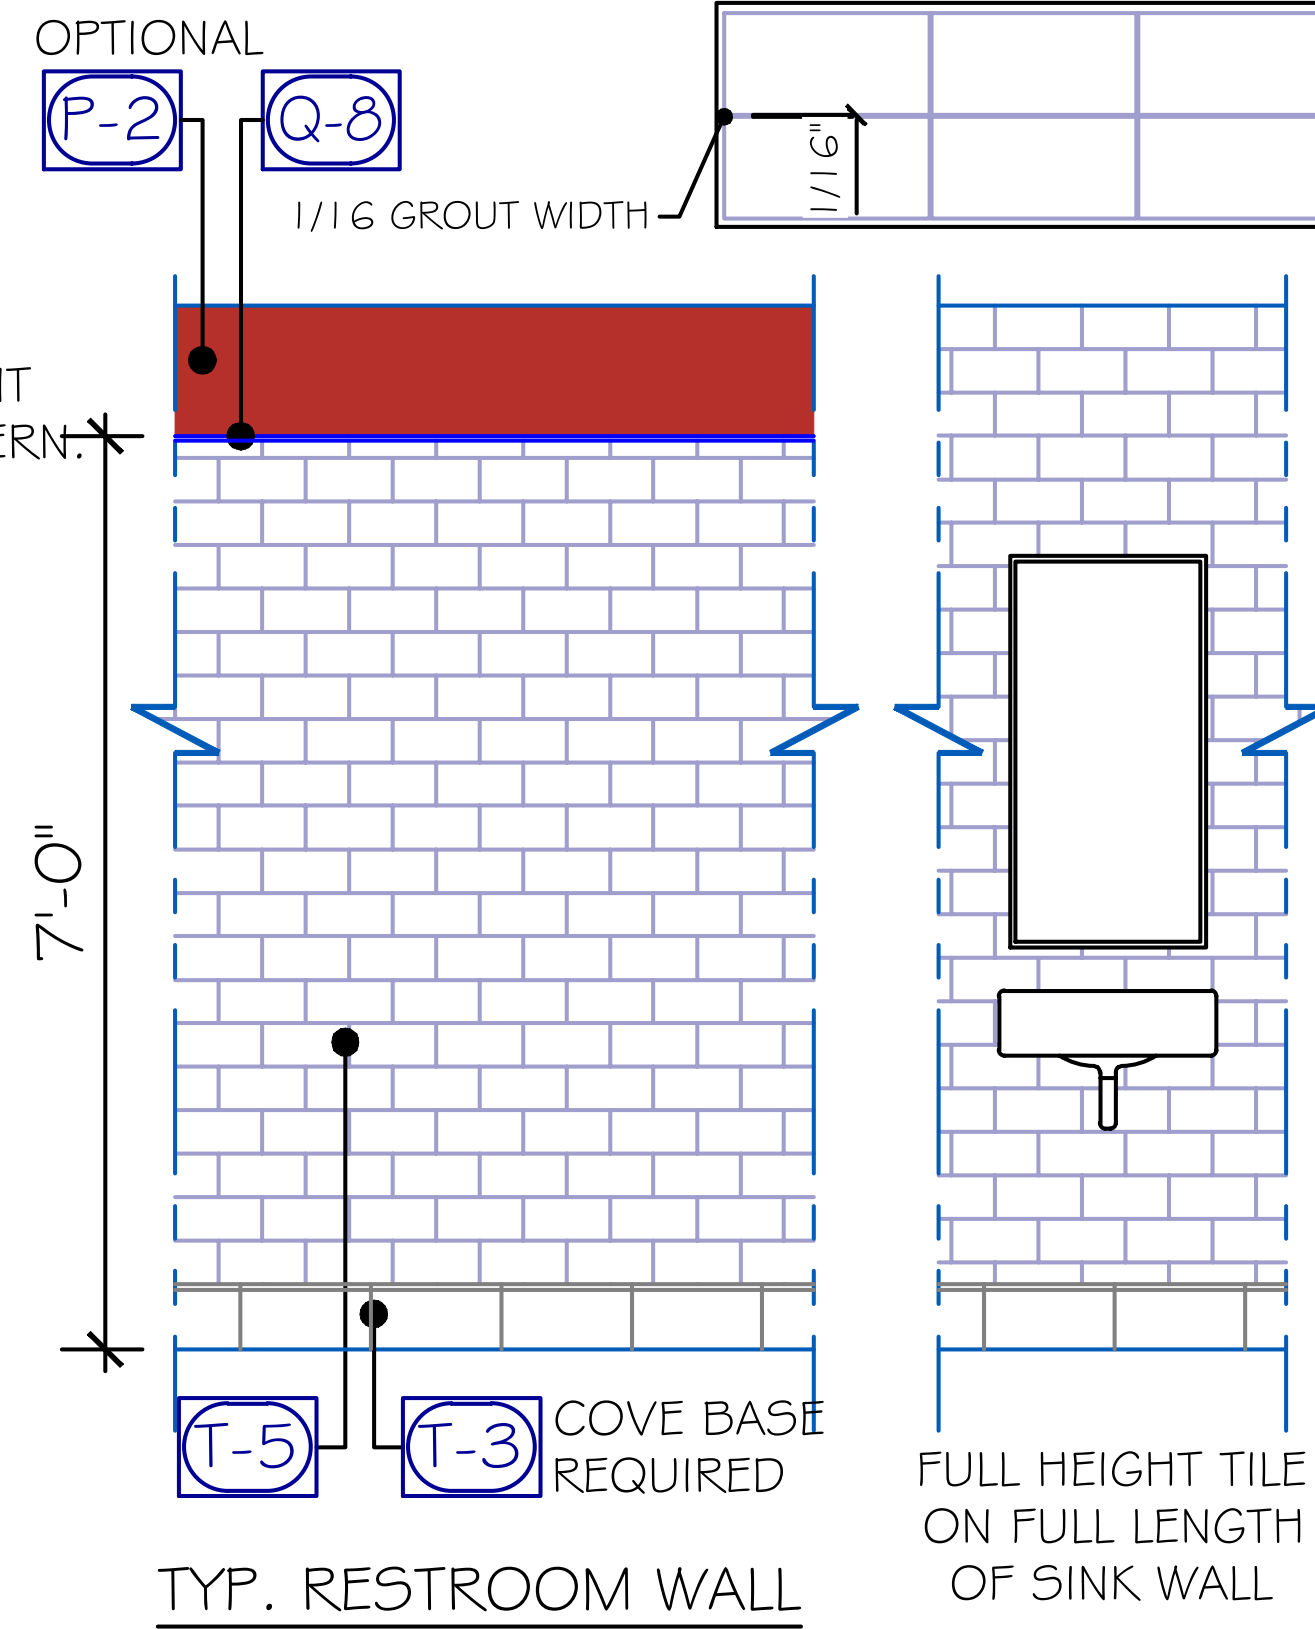 OPTIONAL
P-2
Q-8
1/16"
1/16 GROUT WIDTH
ERN.
7'-0"
T-5
T-3
COVE BASE
REQUIRED
FULL HEIGHT TILE
ON FULL LENGTH
OF SINK WALL
TYP. RESTROOM WALL